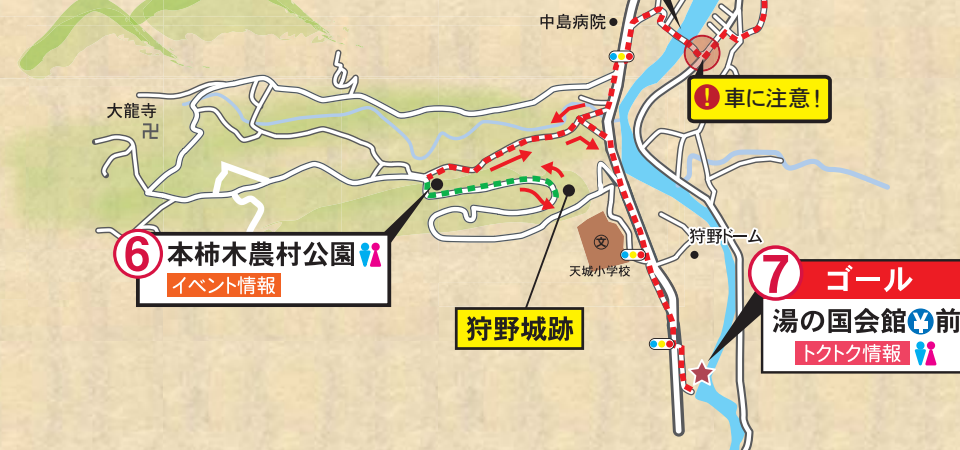 中島病院
!車に注意!
大龍寺
卍
狩野ドーム
文
天城小学校
6
本柿木農村公園
イベント情報
狩野城跡
7
ゴール
湯の国会館¥前
トクトク情報